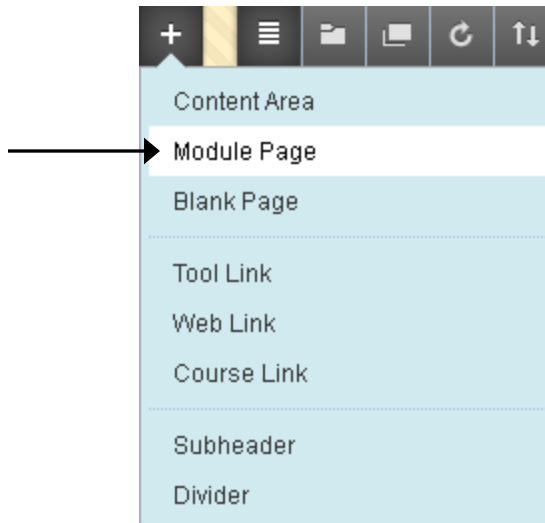 Content Area
Module Page
Blank Page
Tool Link
Web Link
Course Link
Subheader
Divider